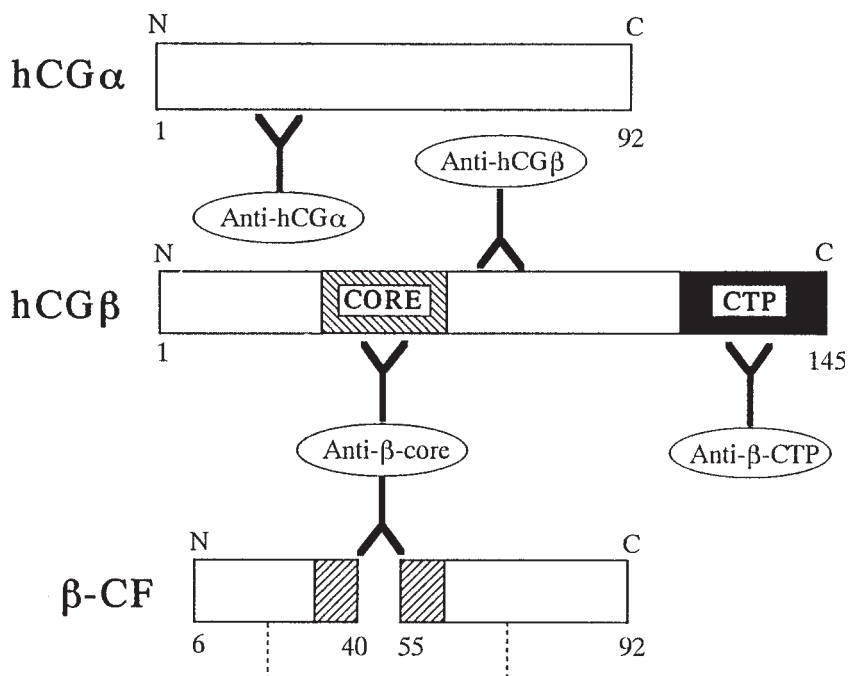 N C
hCGα
1 92
Anti-hCGβ
Anti-hCGα
N C
hCGβ CORE CTP
1 145
Anti-β-core Anti-β-CTP
N C
β-CF
6 40 55 92